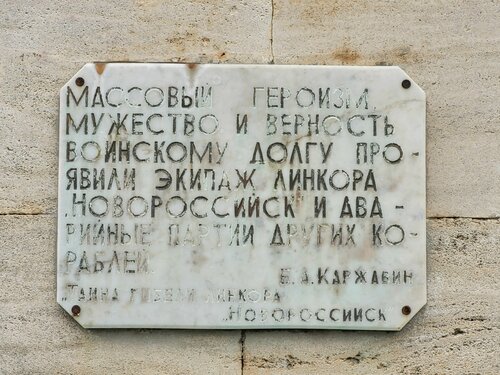 МАССОВЫЙ ГЕРОИЗМ,
МУЖЕСТВО И ВЕРНОСТЬ
ВОИНСКОМУ ДОЛГУ ПРО-
ЯВИЛИ ЭКИПАЖ ЛИНКОРА
„НОВОРОССИЙСК" И АВА-
РИЙНЫЕ ПАРТИИ ДРУГИХ КО-
РАБЛЕЙ.
Б.А.КАРЖАВИН
„ТАЙНА ГИБЕЛИ ЛИНКОРА
„НОВОРОССИЙСК